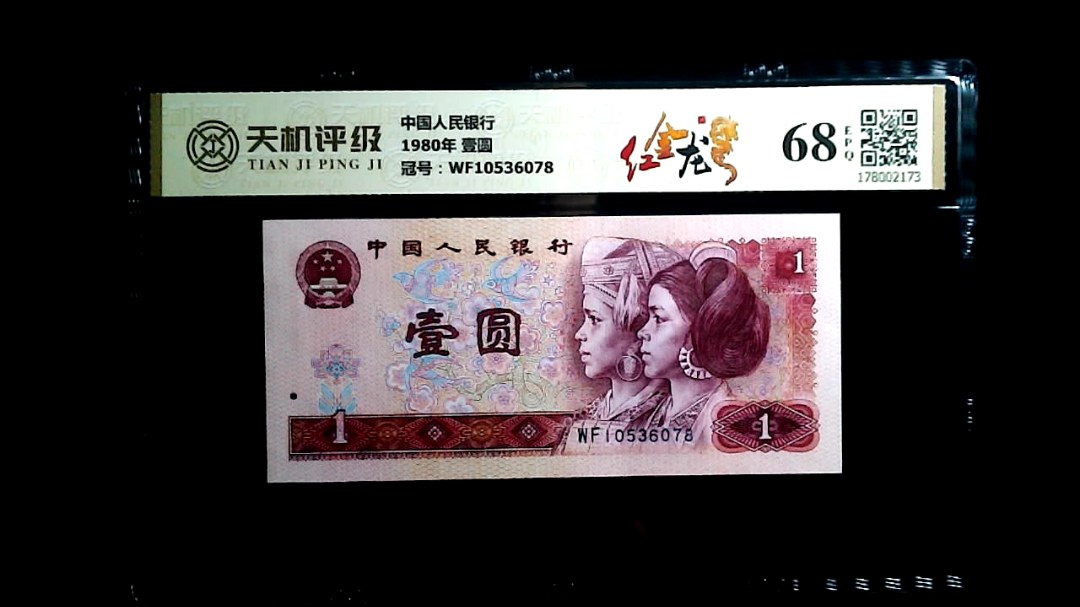 天机评级
TIAN JI PING JI
中国人民银行
1980年 壹圆
冠号：WF10536078
红金龙
68
EPQ
178002173
中国人民银行
1
壹圆
1
WF10536078
1